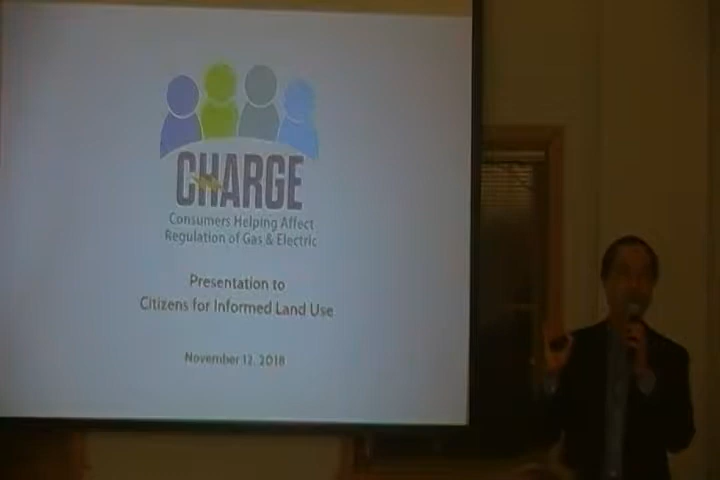 CHARGE
Consumers Helping Affect
Regulation of Gas & Electric
Presentation to
Citizens for Informed Land Use
November 12, 2018